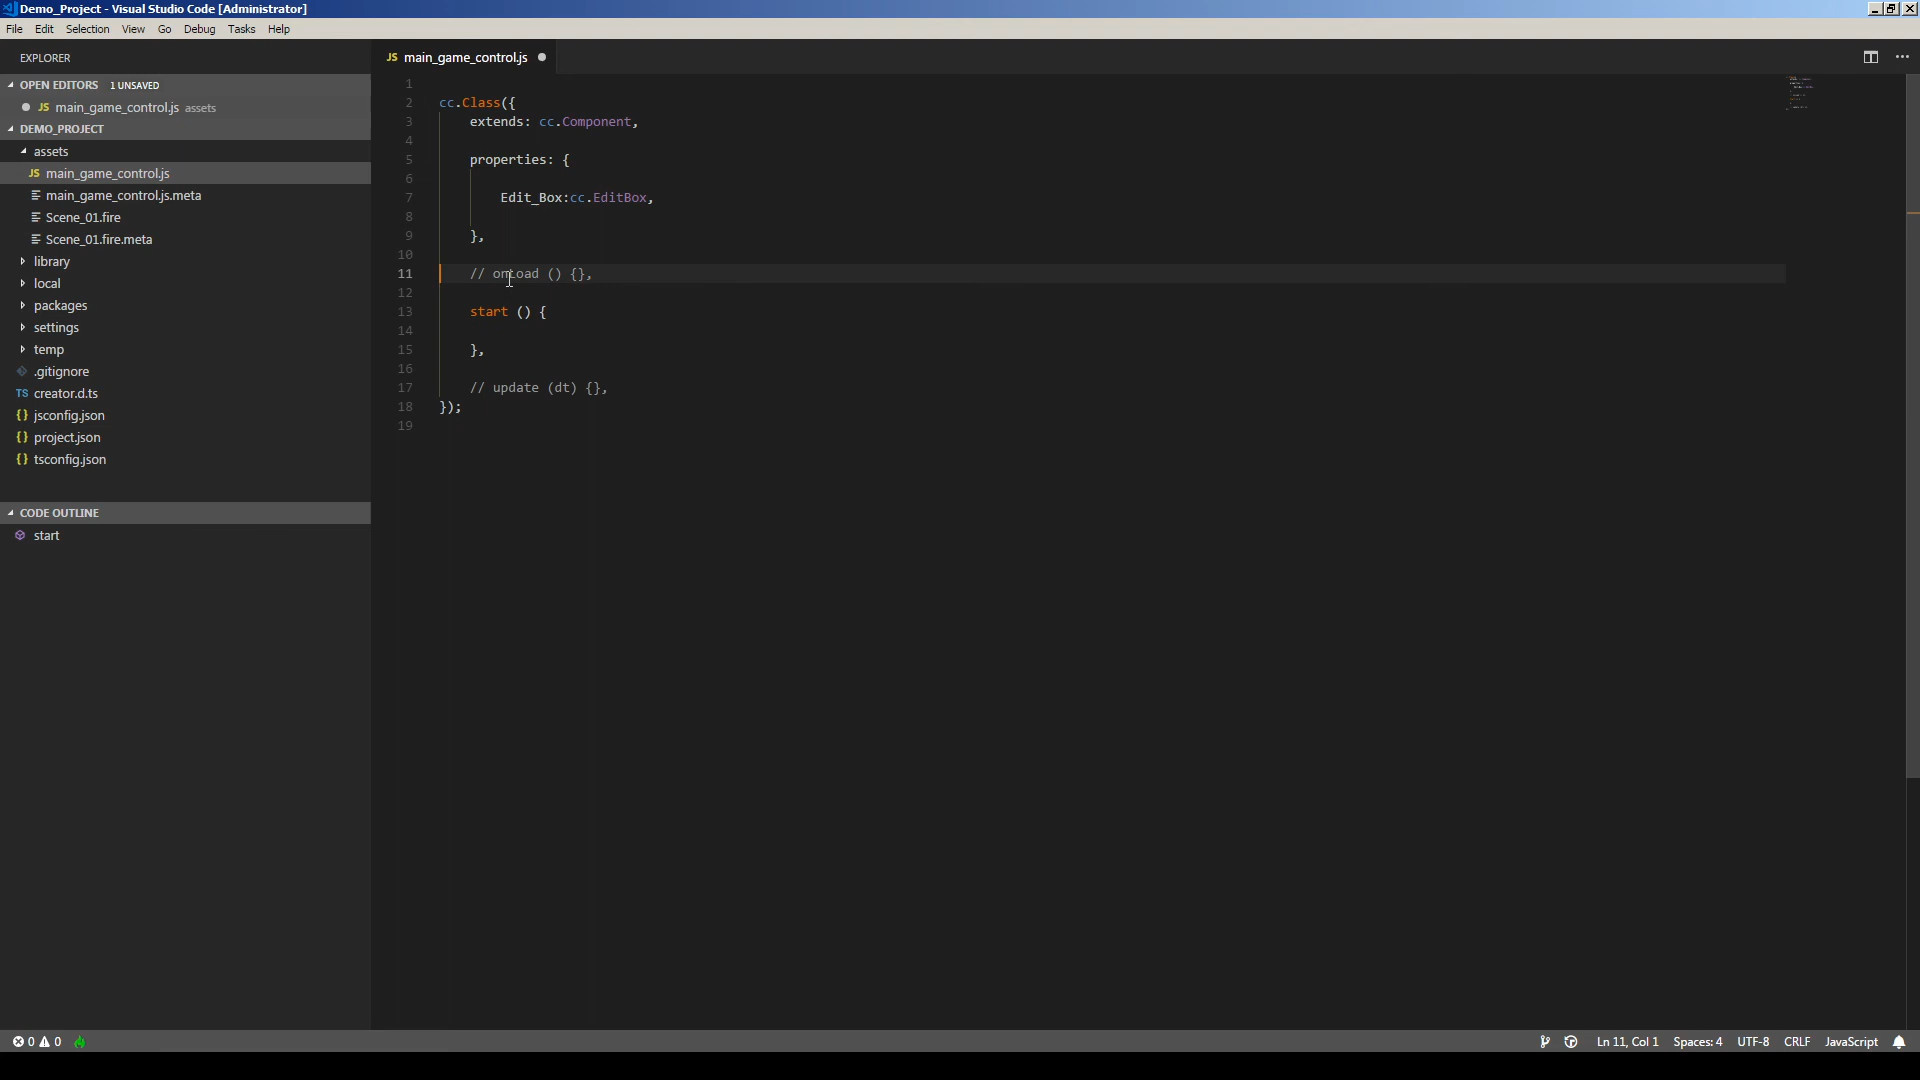 Demo_Project - Visual Studio Code [Administrator]
File Edit Selection View Go Debug Tasks Help
EXPLORER
OPEN EDITORS 1 UNSAVED
JS main_game_control.js assets
DEMO_PROJECT
assets
JS main_game_control.js
main_game_control.js.meta
Scene_01.fire
Scene_01.fire.meta
library
local
packages
settings
temp
.gitignore
TS creator.d.ts
{} jsconfig.json
{} project.json
{} tsconfig.json
CODE OUTLINE
start
JS main_game_control.js
1
2 cc.Class({
3 extends: cc.Component,
4
5 properties: {
6
7 Edit_Box:cc.EditBox,
8
9 },
10
11 // onLoad () {},
12
13 start () {
14
15 },
16
17 // update (dt) {},
18 });
19
0 0 Ln 11, Col 1 Spaces: 4 UTF-8 CRLF JavaScript